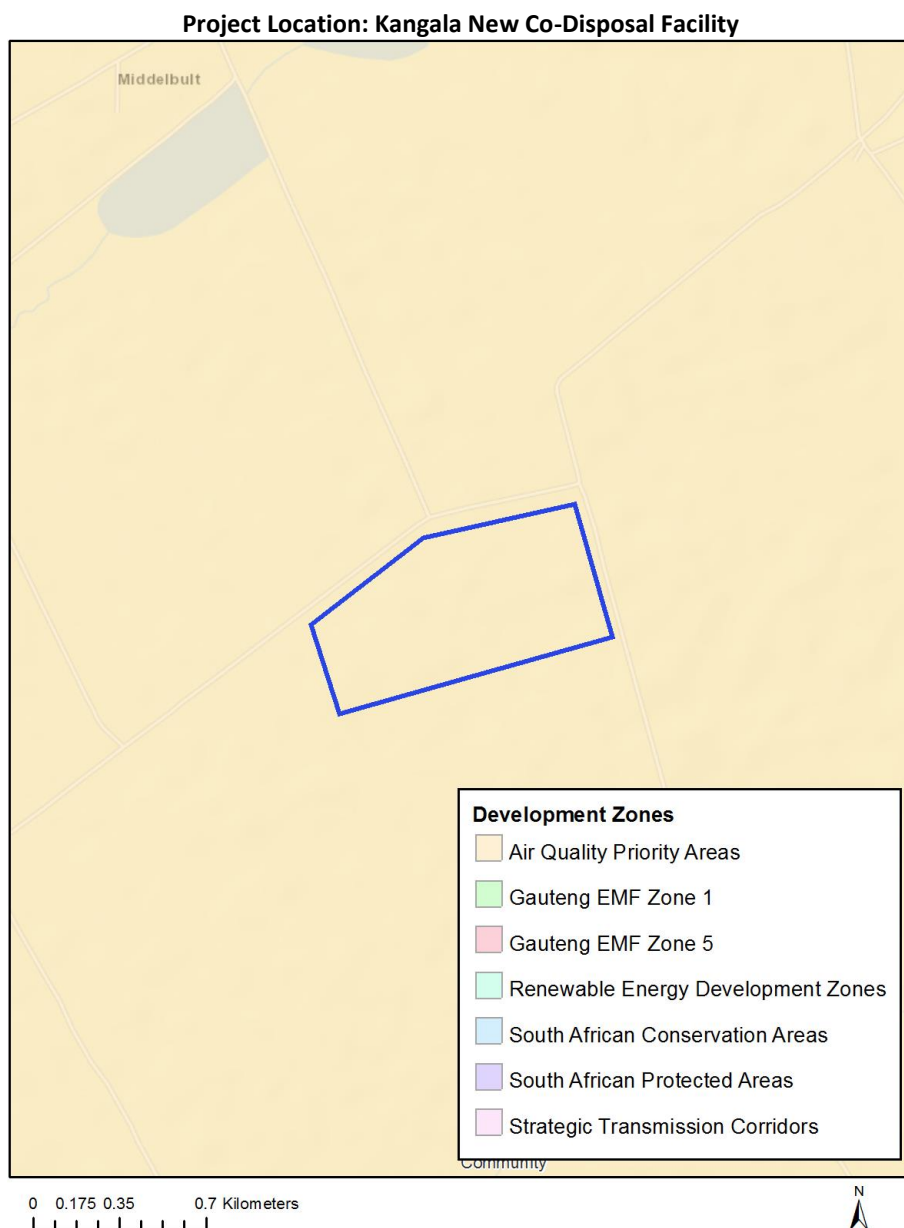 Project Location: Kangala New Co-Disposal Facility
Middelbult
Development Zones
Air Quality Priority Areas
Gauteng EMF Zone 1
Gauteng EMF Zone 5
Renewable Energy Development Zones
South African Conservation Areas
South African Protected Areas
Strategic Transmission Corridors
Community
0 0.175 0.35 0.7 Kilometers
N